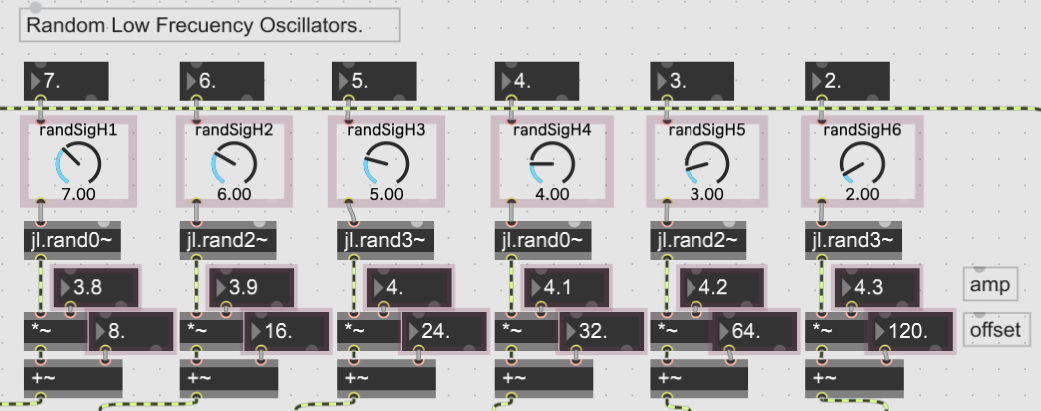 Random Low Frecuency Oscillators.
7. 6. 5. 4. 3. 2.
randSigH1 randSigH2 randSigH3 randSigH4 randSigH5 randSigH6
7.00 6.00 5.00 4.00 3.00 2.00
jl.rand0~ jl.rand2~ jl.rand3~ jl.rand0~ jl.rand2~ jl.rand3~
3.8 3.9 4. 4.1 4.2 4.3 amp
*~ 8. *~ 16. *~ 24. *~ 32. *~ 64. *~ 120. offset
+~ +~ +~ +~ +~ +~